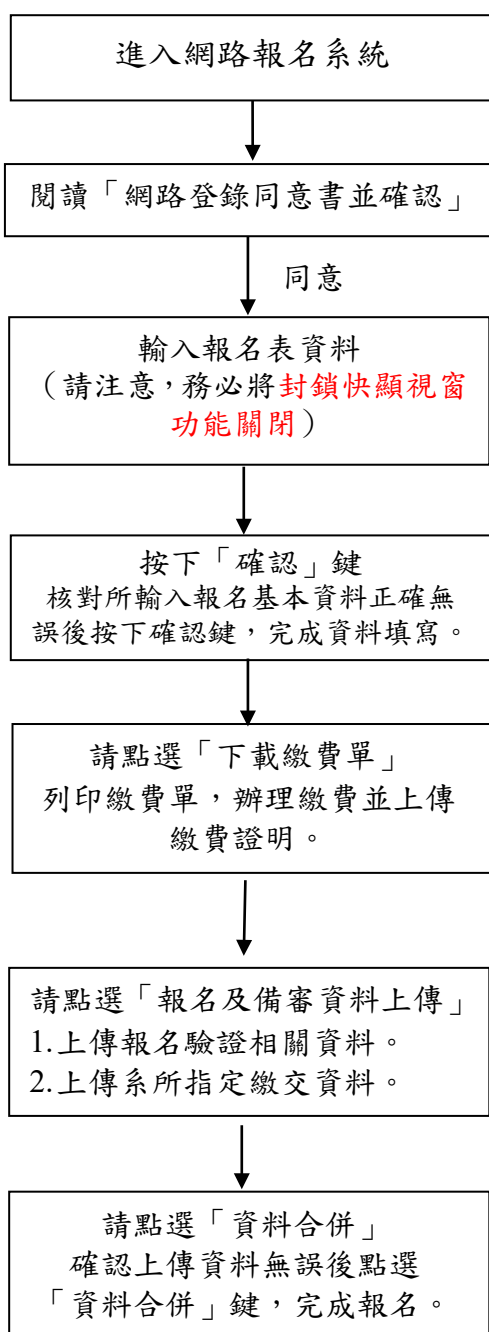 進入網路報名系統
閱讀「網路登錄同意書並確認」
同意
輸入報名表資料
（請注意，務必將封鎖快顯視窗
功能關閉）
按下「確認」鍵
核對所輸入報名基本資料正確無
誤後按下確認鍵，完成資料填寫。
請點選「下載繳費單」
列印繳費單，辦理繳費並上傳
繳費證明。
請點選「報名及備審資料上傳」
1.上傳報名驗證相關資料。
2.上傳系所指定繳交資料。
請點選「資料合併」
確認上傳資料無誤後點選
「資料合併」鍵，完成報名。